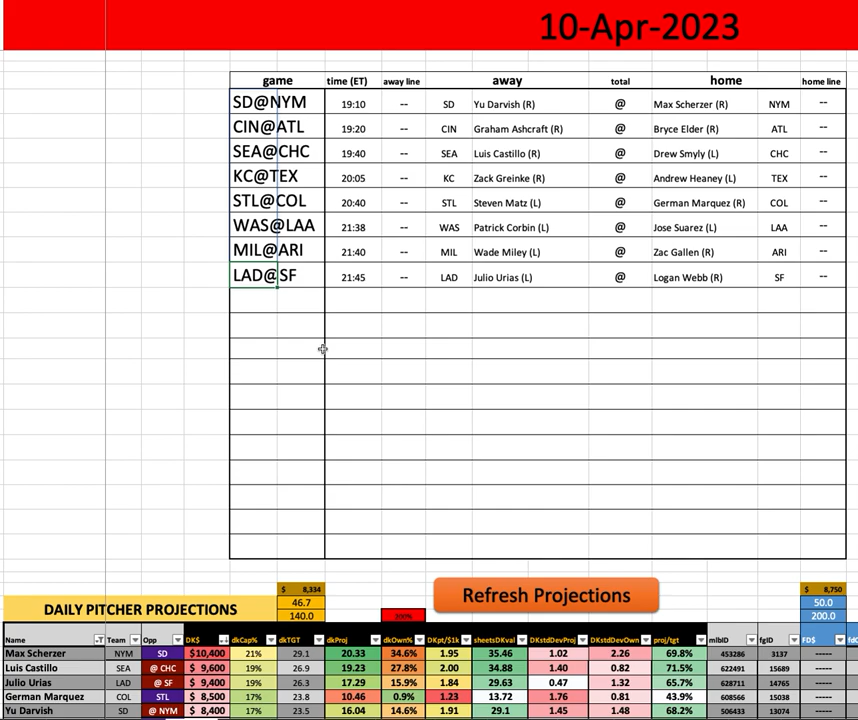 10-Apr-2023
game time (ET) away line away total home home line
SD@NYM 19:10 -- SD Yu Darvish (R) @ Max Scherzer (R) NYM --
CIN@ATL 19:20 -- CIN Graham Ashcraft (R) @ Bryce Elder (R) ATL --
SEA@CHC 19:40 -- SEA Luis Castillo (R) @ Drew Smyly (L) CHC --
KC@TEX 20:05 -- KC Zack Greinke (R) @ Andrew Heaney (L) TEX --
STL@COL 20:40 -- STL Steven Matz (L) @ German Marquez (R) COL --
WAS@LAA 21:38 -- WAS Patrick Corbin (L) @ Jose Suarez (L) LAA --
MIL@ARI 21:40 -- MIL Wade Miley (L) @ Zac Gallen (R) ARI --
LAD@SF 21:45 -- LAD Julio Urias (L) @ Logan Webb (R) SF --
$ 8,334 Refresh Projections $ 8,750
DAILY PITCHER PROJECTIONS 46.7 50.0
140.0 200.0
Name Team Opp DK$ dkCap% dkTGT dkProj dkOwn% DKpt/$1k sheetsDKval DKstdDevProj DKstdDevOwn proj/tgt mlbID fgID FD$
Max Scherzer NYM SD $10,400 21% 29.1 20.33 34.6% 1.95 35.46 1.02 2.26 69.8% 453286 3137 -----
Luis Castillo SEA @ CHC $ 9,600 19% 26.9 19.23 27.8% 2.00 34.88 1.40 0.82 71.5% 622491 15689 -----
Julio Urias LAD @ SF $ 9,400 19% 26.3 17.29 15.9% 1.84 29.63 0.47 1.32 65.7% 628711 14765 -----
German Marquez COL STL $ 8,500 17% 23.8 10.46 0.9% 1.23 13.72 1.76 0.81 43.9% 608566 15038 -----
Yu Darvish SD @ NYM $ 8,400 17% 23.5 16.04 14.6% 1.91 29.1 1.45 1.48 68.2% 506433 13074 -----